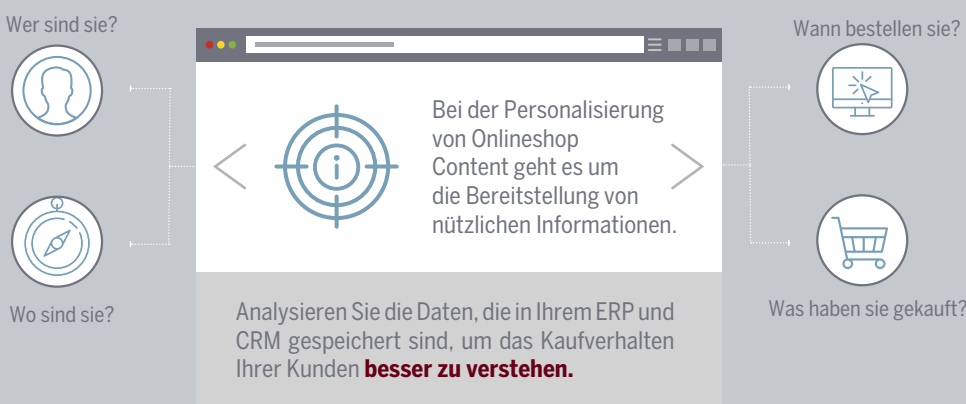 Wer sind sie?
Wo sind sie?
Bei der Personalisierung
von Onlineshop
Content geht es um
die Bereitstellung von
nützlichen Informationen.
Analysieren Sie die Daten, die in Ihrem ERP und
CRM gespeichert sind, um das Kaufverhalten
Ihrer Kunden besser zu verstehen.
Wann bestellen sie?
Was haben sie gekauft?